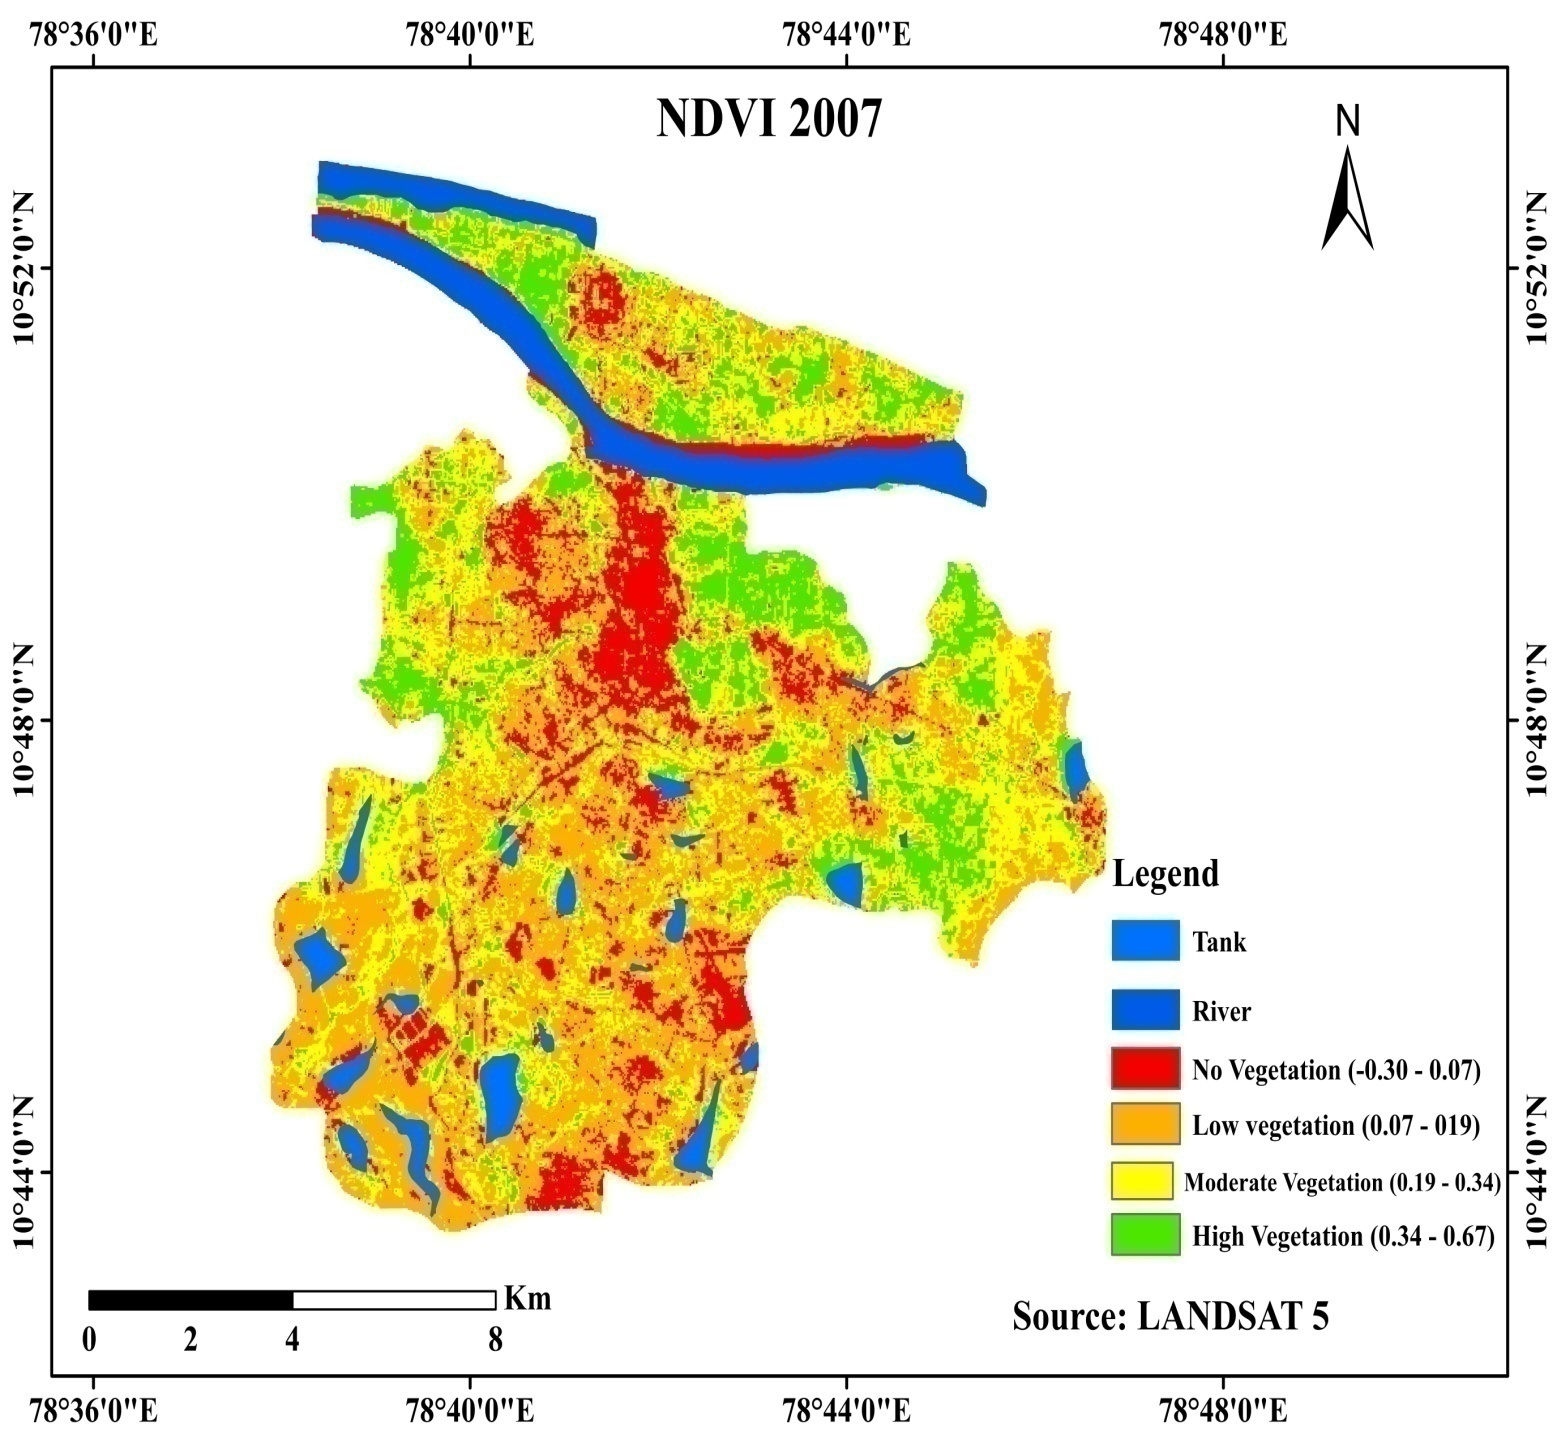 78°36'0"E 78°40'0"E 78°44'0"E 78°48'0"E
NDVI 2007
N
10°52'0"N 10°52'0"N
10°48'0"N 10°48'0"N
Legend
Tank
River
No Vegetation (-0.30 - 0.07)
Low vegetation (0.07 - 019)
Moderate Vegetation (0.19 - 0.34)
High Vegetation (0.34 - 0.67)
10°44'0"N 10°44'0"N
Km
0 2 4 8
Source: LANDSAT 5
78°36'0"E 78°40'0"E 78°44'0"E 78°48'0"E